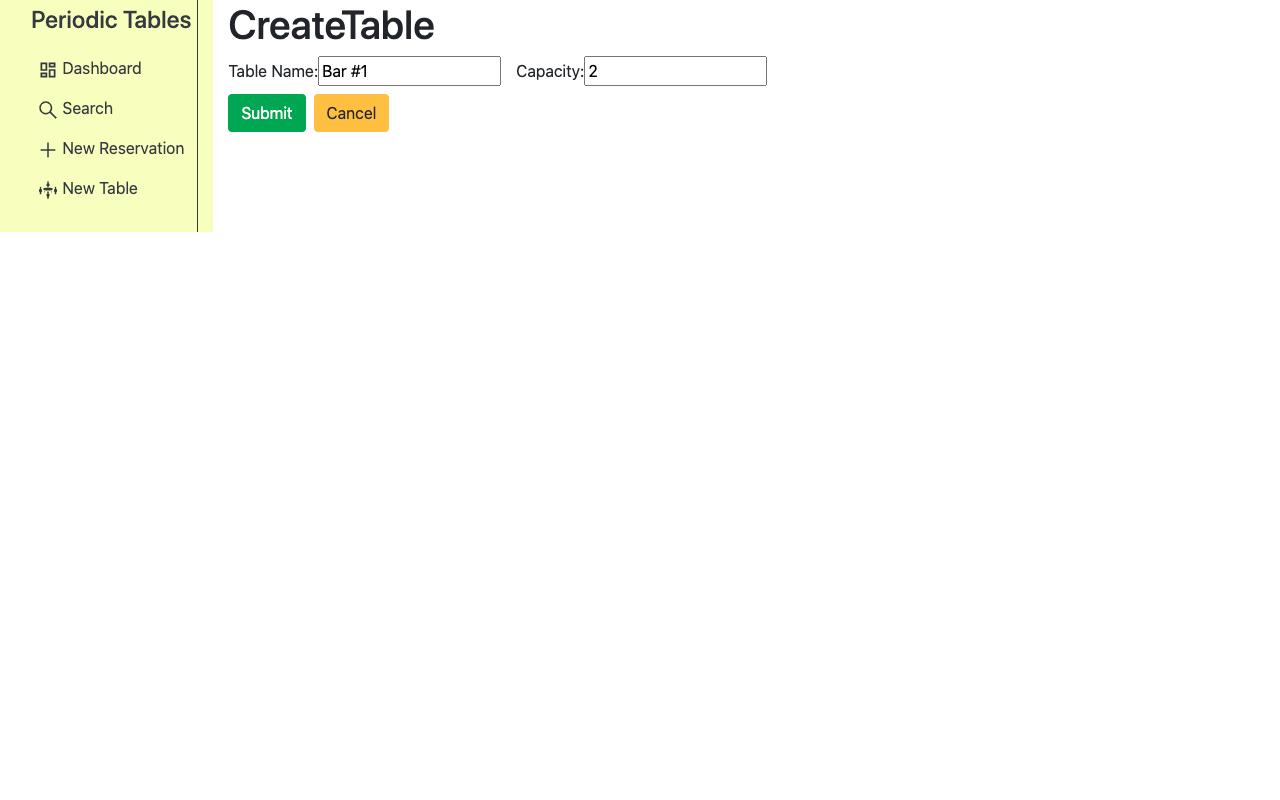 Periodic Tables
Dashboard
Search
New Reservation
New Table
CreateTable
Table Name: Bar #1 Capacity: 2
Submit Cancel